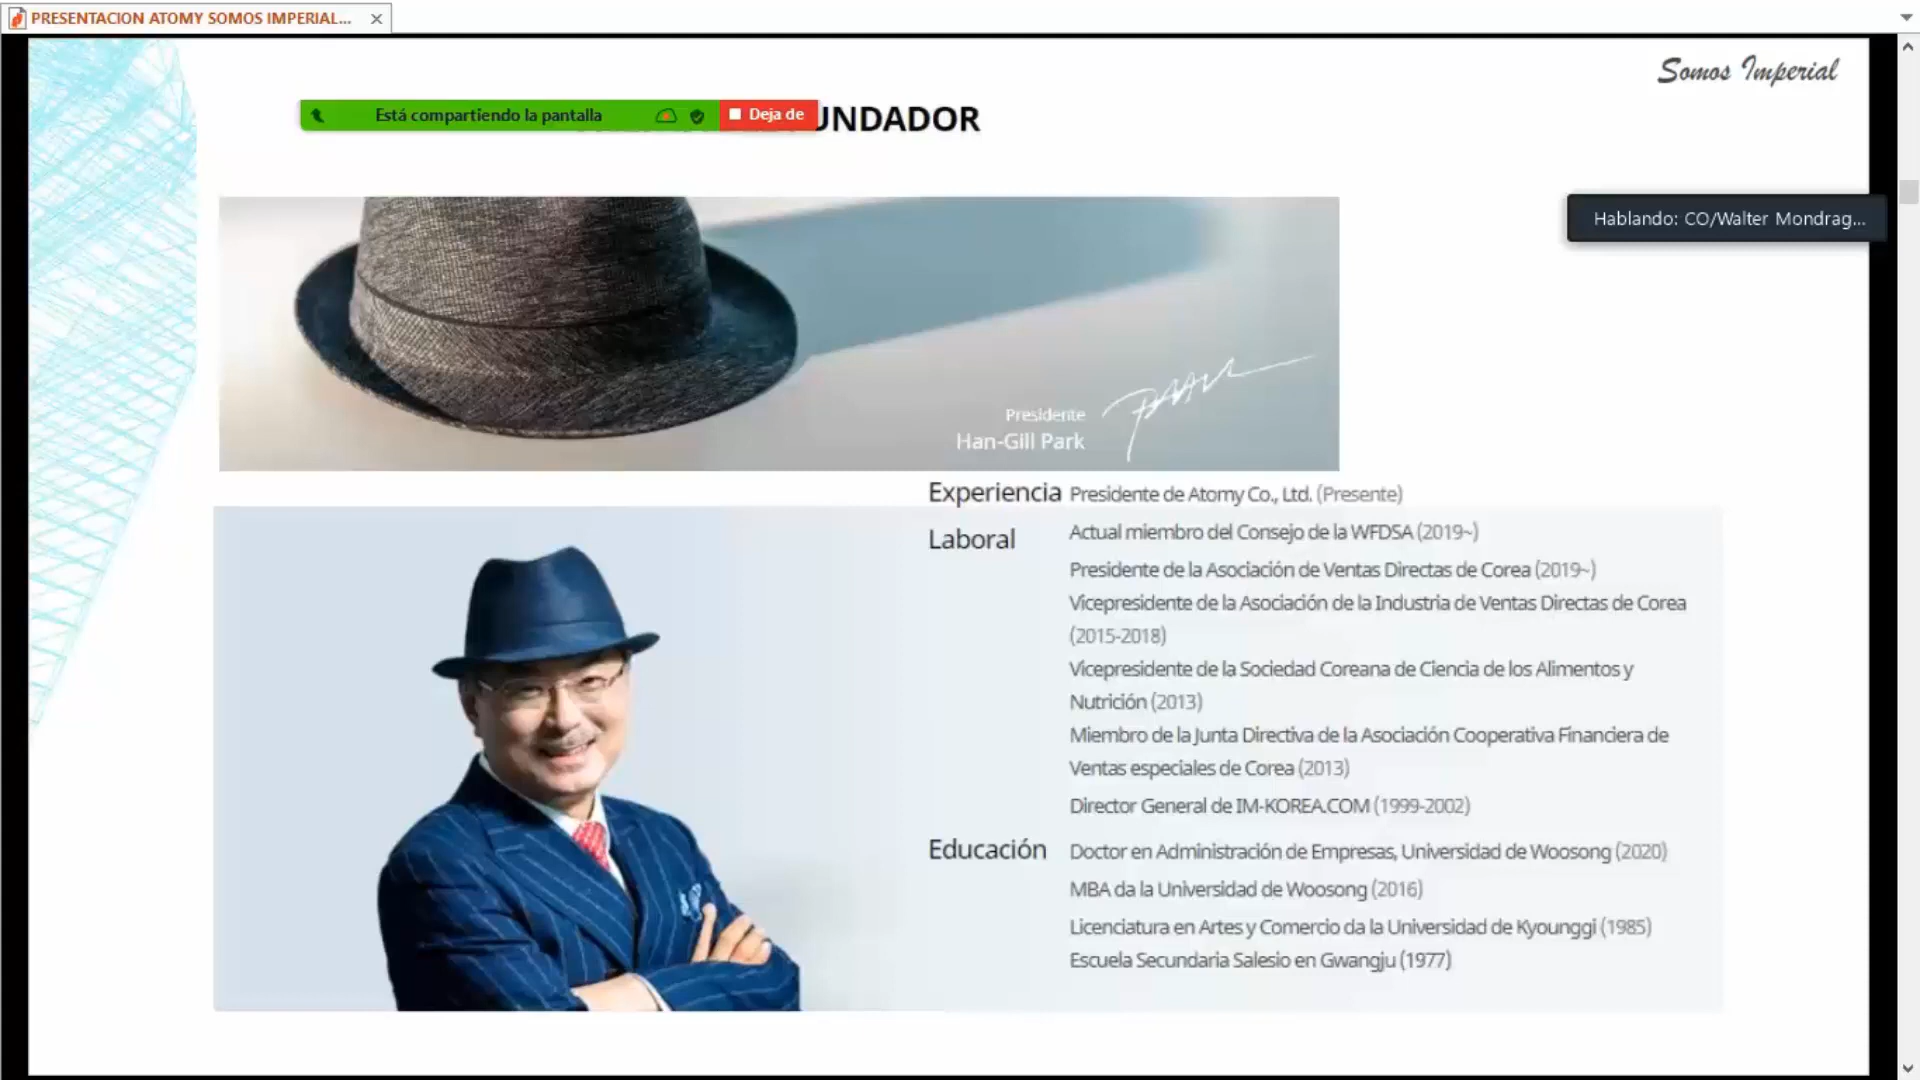 PRESENTACION ATOMY SOMOS IMPERIAL...
Somos Imperial
Está compartiendo la pantalla
Deja de
UNDADOR
Hablando: CO/Walter Mondrag...
Presidente
Han-Gill Park
Experiencia Presidente de Atomy Co., Ltd. (Presente)
Laboral Actual miembro del Consejo de la WFDSA (2019~)
Presidente de la Asociación de Ventas Directas de Corea (2019~)
Vicepresidente de la Asociación de la Industria de Ventas Directas de Corea
(2015-2018)
Vicepresidente de la Sociedad Coreana de Ciencia de los Alimentos y
Nutrición (2013)
Miembro de la Junta Directiva de la Asociación Cooperativa Financiera de
Ventas especiales de Corea (2013)
Director General de IM-KOREA.COM (1999-2002)
Educación Doctor en Administración de Empresas, Universidad de Woosong (2020)
MBA da la Universidad de Woosong (2016)
Licenciatura en Artes y Comercio da la Universidad de Kyounggi (1985)
Escuela Secundaria Salesio en Gwangju (1977)